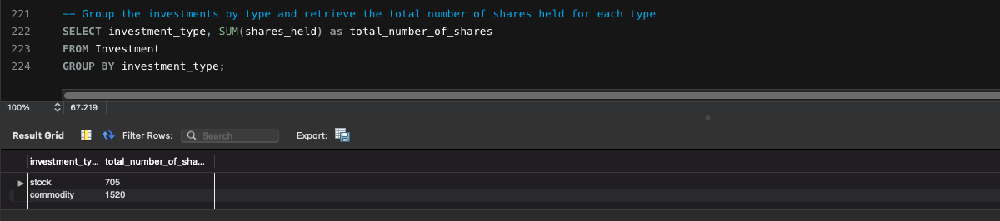 221 -- Group the investments by type and retrieve the total number of shares held for each type
222 SELECT investment_type, SUM(shares_held) as total_number_of_shares
223 FROM Investment
224 GROUP BY investment_type;
100% 67:219
Result Grid Filter Rows: Search Export:
investment_ty... total_number_of_sha...
stock 705
commodity 1520